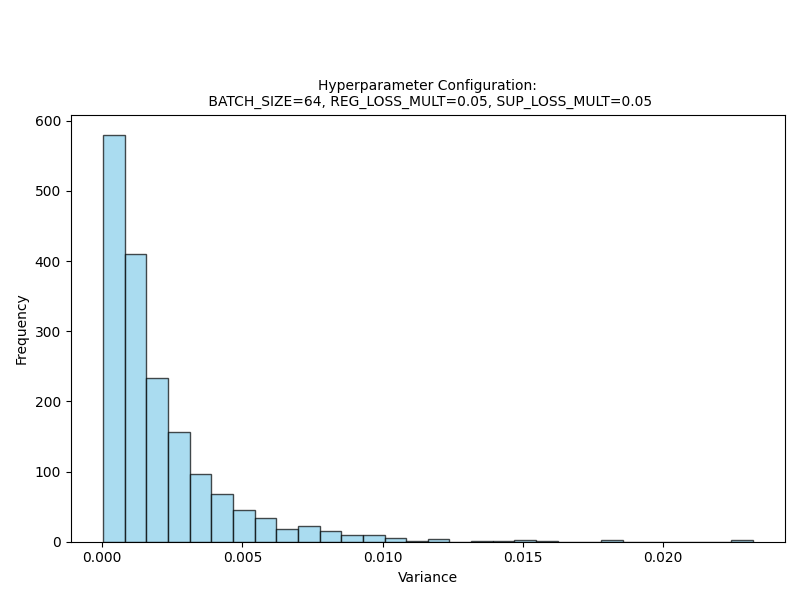 Hyperparameter Configuration:
BATCH_SIZE=64, REG_LOSS_MULT=0.05, SUP_LOSS_MULT=0.05
600
500
400
300
200
100
0
Frequency
0.000 0.005 0.010 0.015 0.020
Variance